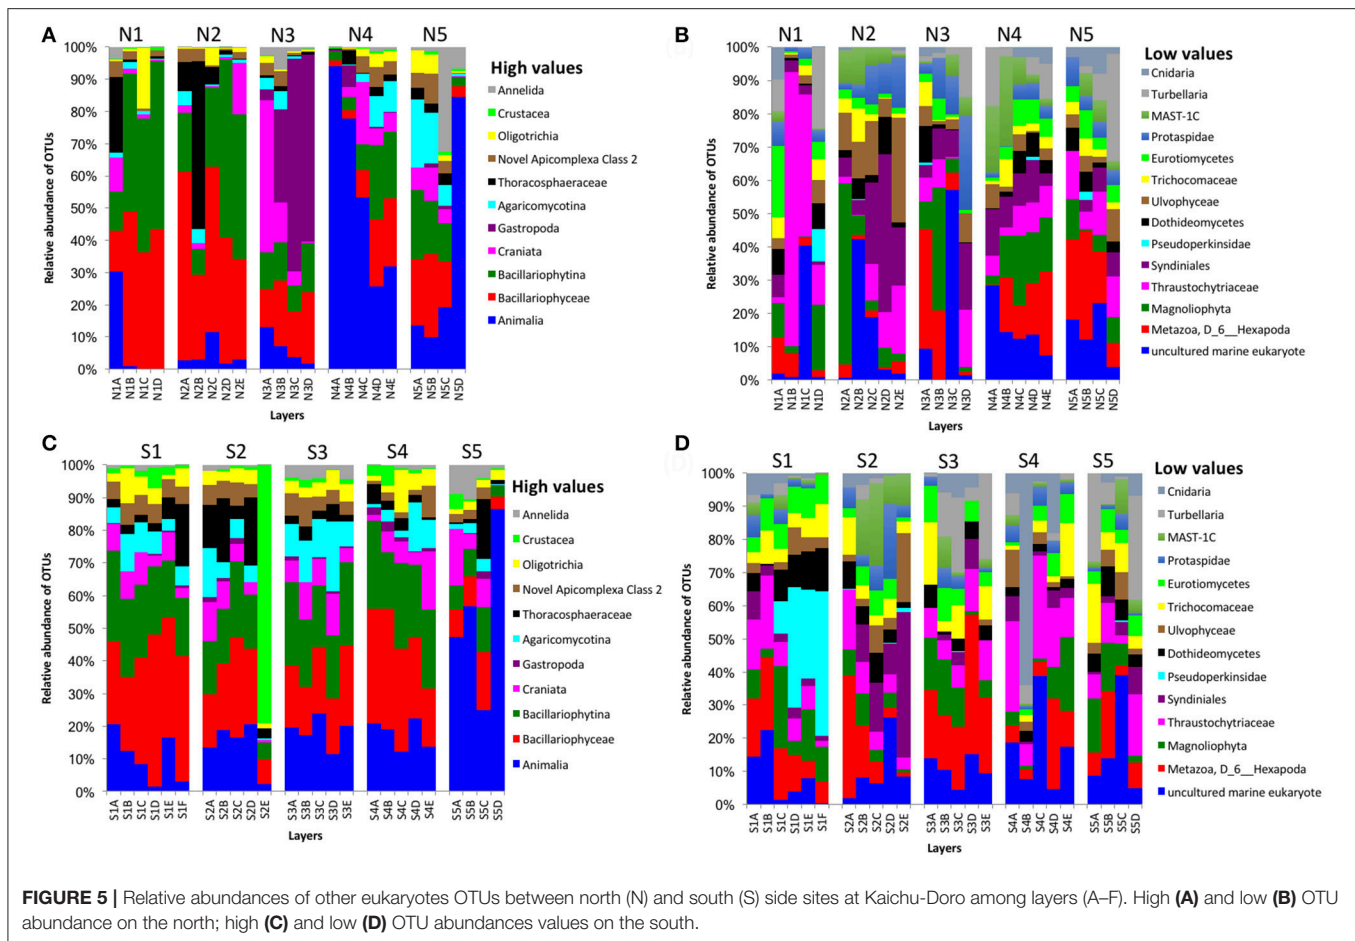 A
N1 N2 N3 N4 N5
100%
90%
80%
70%
60%
50%
40%
30%
20%
10%
0%
Relative abundance of OTUs
N1A N1B N1C N1D N2A N2B N2C N2D N2E N3A N3B N3C N3D N4A N4B N4C N4D N4E N5A N5B N5C N5D
Layers
High values
Annelida
Crustacea
Oligotrichia
Novel Apicomplexa Class 2
Thoracosphaeraceae
Agaricomycotina
Gastropoda
Craniata
Bacillariophytina
Bacillariophyceae
Animalia
B
N1 N2 N3 N4 N5
100%
90%
80%
70%
60%
50%
40%
30%
20%
10%
0%
Relative abundance of OTUs
N1A N1B N1C N1D N2A N2B N2C N2D N2E N3A N3B N3C N3D N4A N4B N4C N4D N4E N5A N5B N5C N5D
Layers
Low values
Cnidaria
Turbellaria
MAST-1C
Protaspidae
Eurotiomycetes
Trichocomaceae
Ulvophyceae
Dothideomycetes
Pseudoperkinsidae
Syndiniales
Thraustochytriaceae
Magnoliophyta
Metazoa, D_6__Hexapoda
uncultured marine eukaryote
C
S1 S2 S3 S4 S5
100%
90%
80%
70%
60%
50%
40%
30%
20%
10%
0%
Relative abundance of OTUs
S1A S1B S1C S1D S1E S1F S2A S2B S2C S2D S2E S3A S3B S3C S3D S3E S4A S4B S4C S4D S4E S5A S5B S5C S5D
Layers
High values
Annelida
Crustacea
Oligotrichia
Novel Apicomplexa Class 2
Thoracosphaeraceae
Agaricomycotina
Gastropoda
Craniata
Bacillariophytina
Bacillariophyceae
Animalia
D
S1 S2 S3 S4 S5
100%
90%
80%
70%
60%
50%
40%
30%
20%
10%
0%
Relative abundance of OTUs
S1A S1B S1C S1D S1E S1F S2A S2B S2C S2D S2E S3A S3B S3C S3D S3E S4A S4B S4C S4D S4E S5A S5B S5C S5D
Layers
Low values
Cnidaria
Turbellaria
MAST-1C
Protaspidae
Eurotiomycetes
Trichocomaceae
Ulvophyceae
Dothideomycetes
Pseudoperkinsidae
Syndiniales
Thraustochytriaceae
Magnoliophyta
Metazoa, D_6__Hexapoda
uncultured marine eukaryote
FIGURE 5 | Relative abundances of other eukaryotes OTUs between north (N) and south (S) side sites at Kaichu-Doro among layers (A–F). High (A) and low (B) OTU
abundance on the north; high (C) and low (D) OTU abundances values on the south.